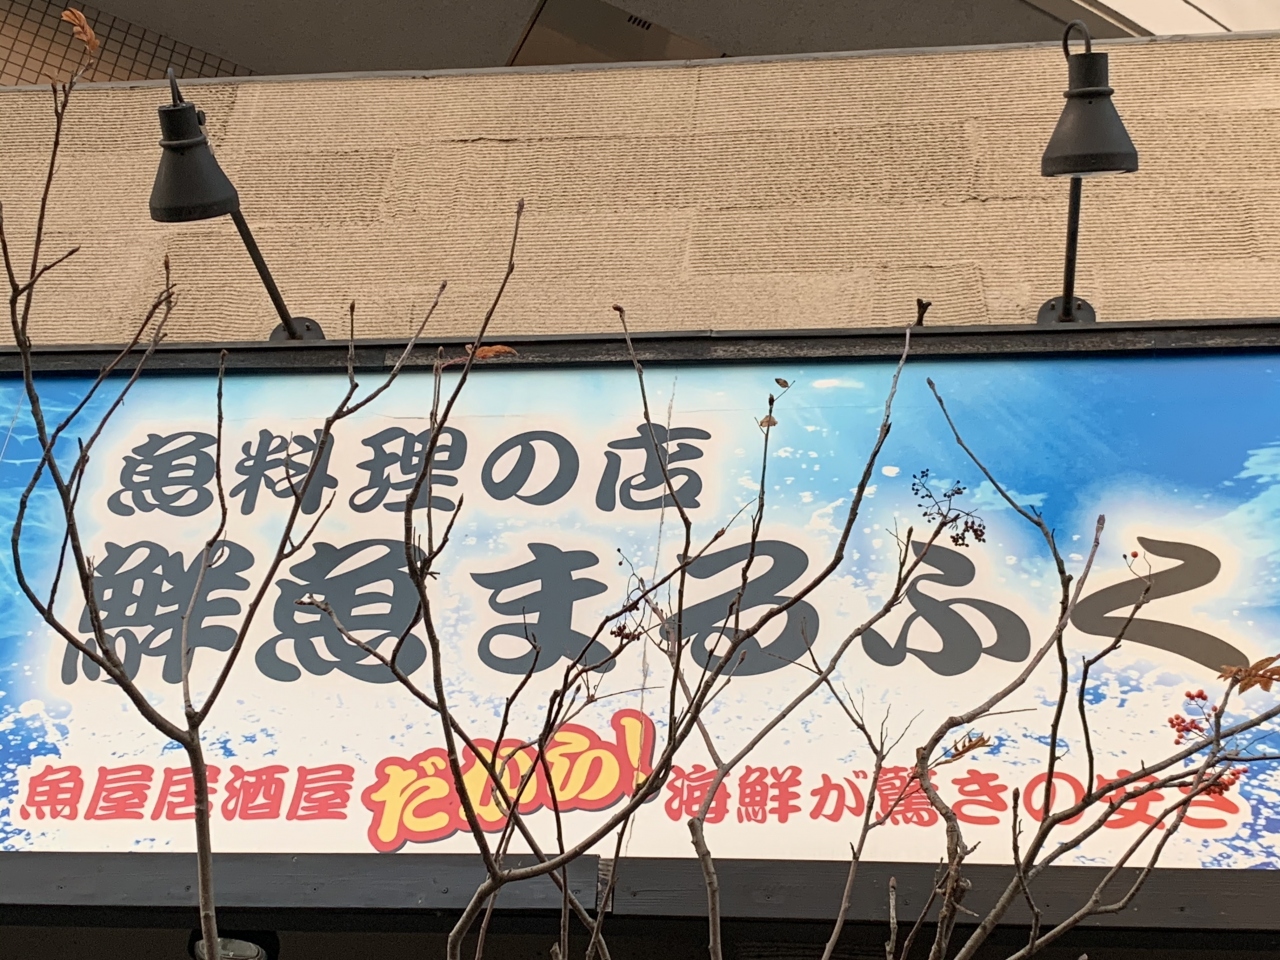 魚料理の店
鮮魚まるふく
魚屋居酒屋だから!海鮮が驚きの安さ